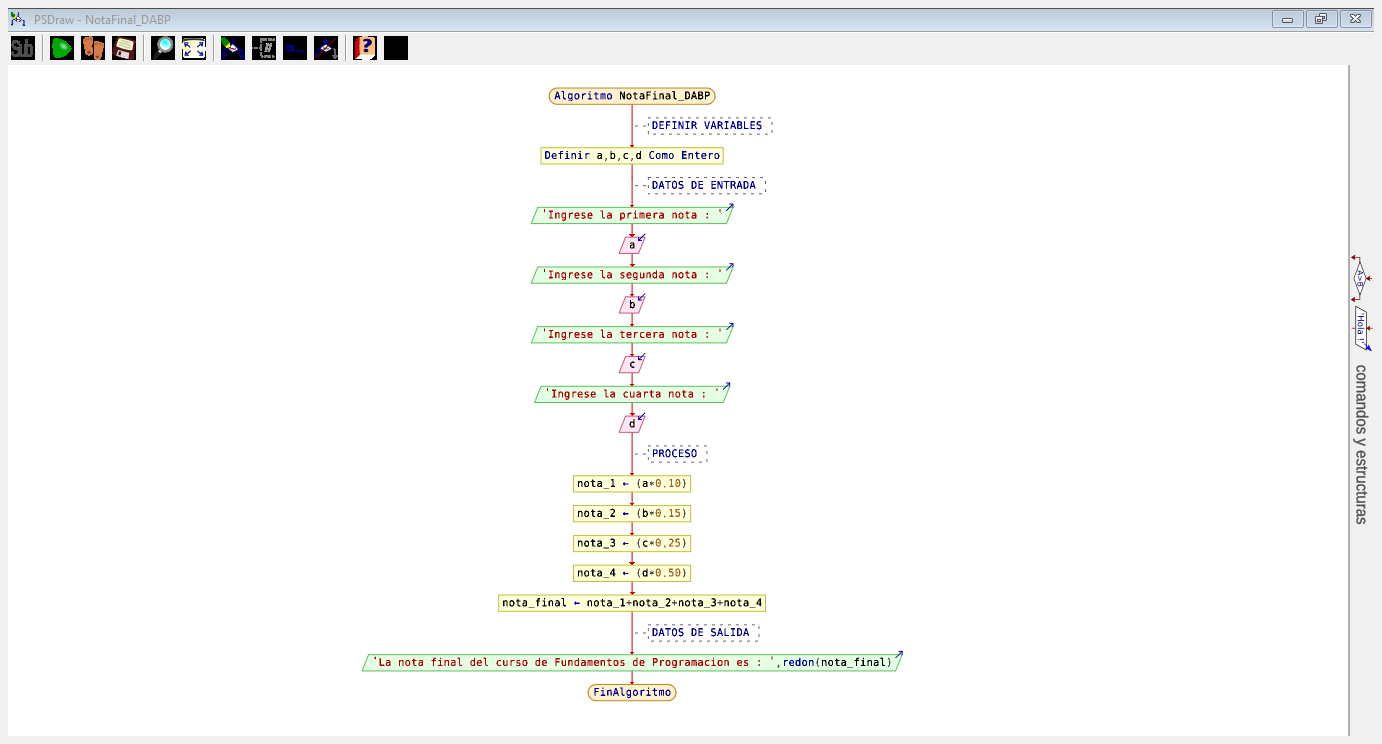 PSDraw - NotaFinal_DABP
Sub
Algoritmo NotaFinal_DABP
DEFINIR VARIABLES
Definir a,b,c,d Como Entero
DATOS DE ENTRADA
'Ingrese la primera nota : '
a
'Ingrese la segunda nota : '
b
'Ingrese la tercera nota : '
c
'Ingrese la cuarta nota : '
d
PROCESO
nota_1 ← (a*0.10)
nota_2 ← (b*0.15)
nota_3 ← (c*0.25)
nota_4 ← (d*0.50)
nota_final ← nota_1+nota_2+nota_3+nota_4
DATOS DE SALIDA
'La nota final del curso de Fundamentos de Programacion es : ',redon(nota_final)
FinAlgoritmo
A>B
'Hola !'
comandos y estructuras